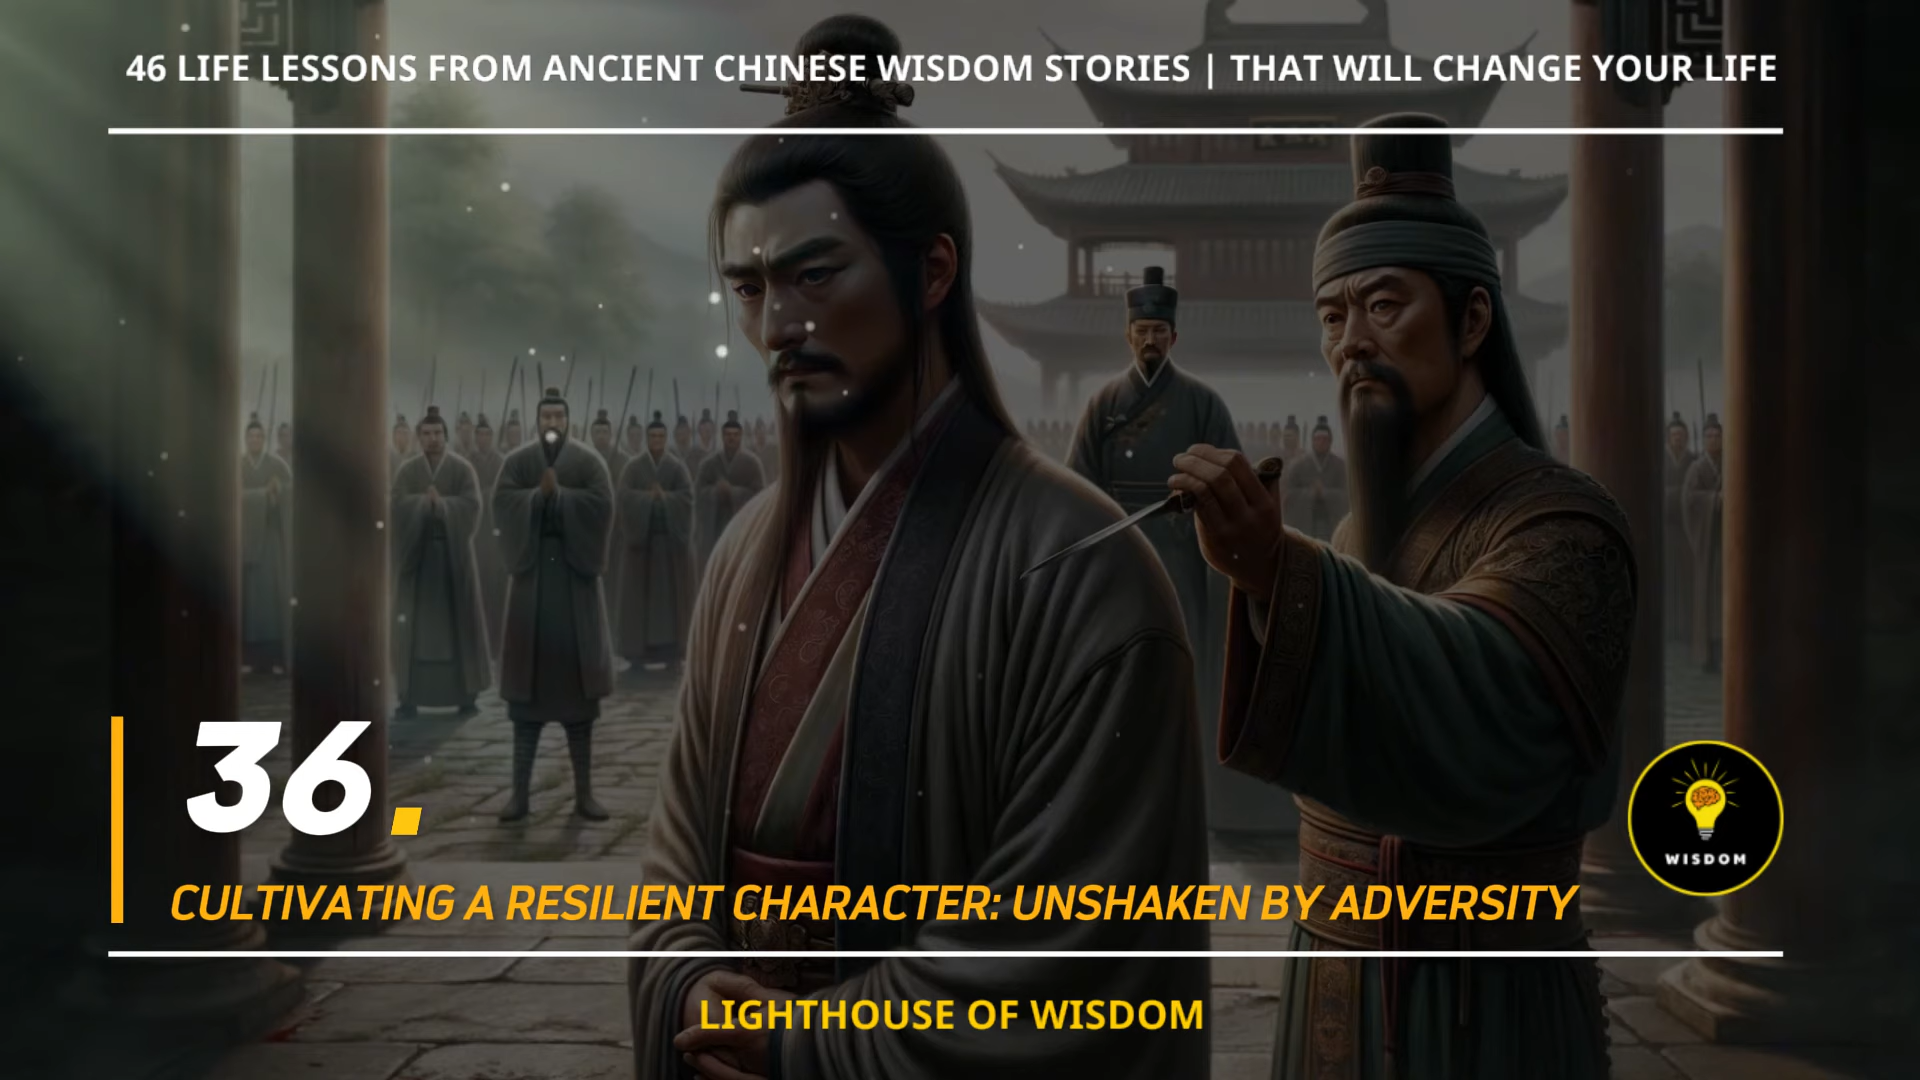 46 LIFE LESSONS FROM ANCIENT CHINESE WISDOM STORIES | THAT WILL CHANGE YOUR LIFE
36.
WISDOM
CULTIVATING A RESILIENT CHARACTER: UNSHAKEN BY ADVERSITY
LIGHTHOUSE OF WISDOM